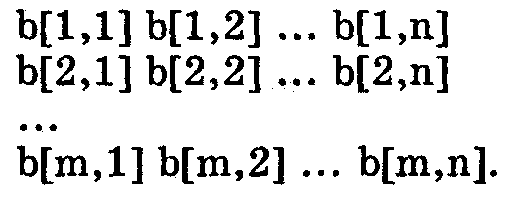 b[1,1] b[1,2] ... b[1,n]
b[2,1] b[2,2] ... b[2,n]
...
b[m,1] b[m,2] ... b[m,n].